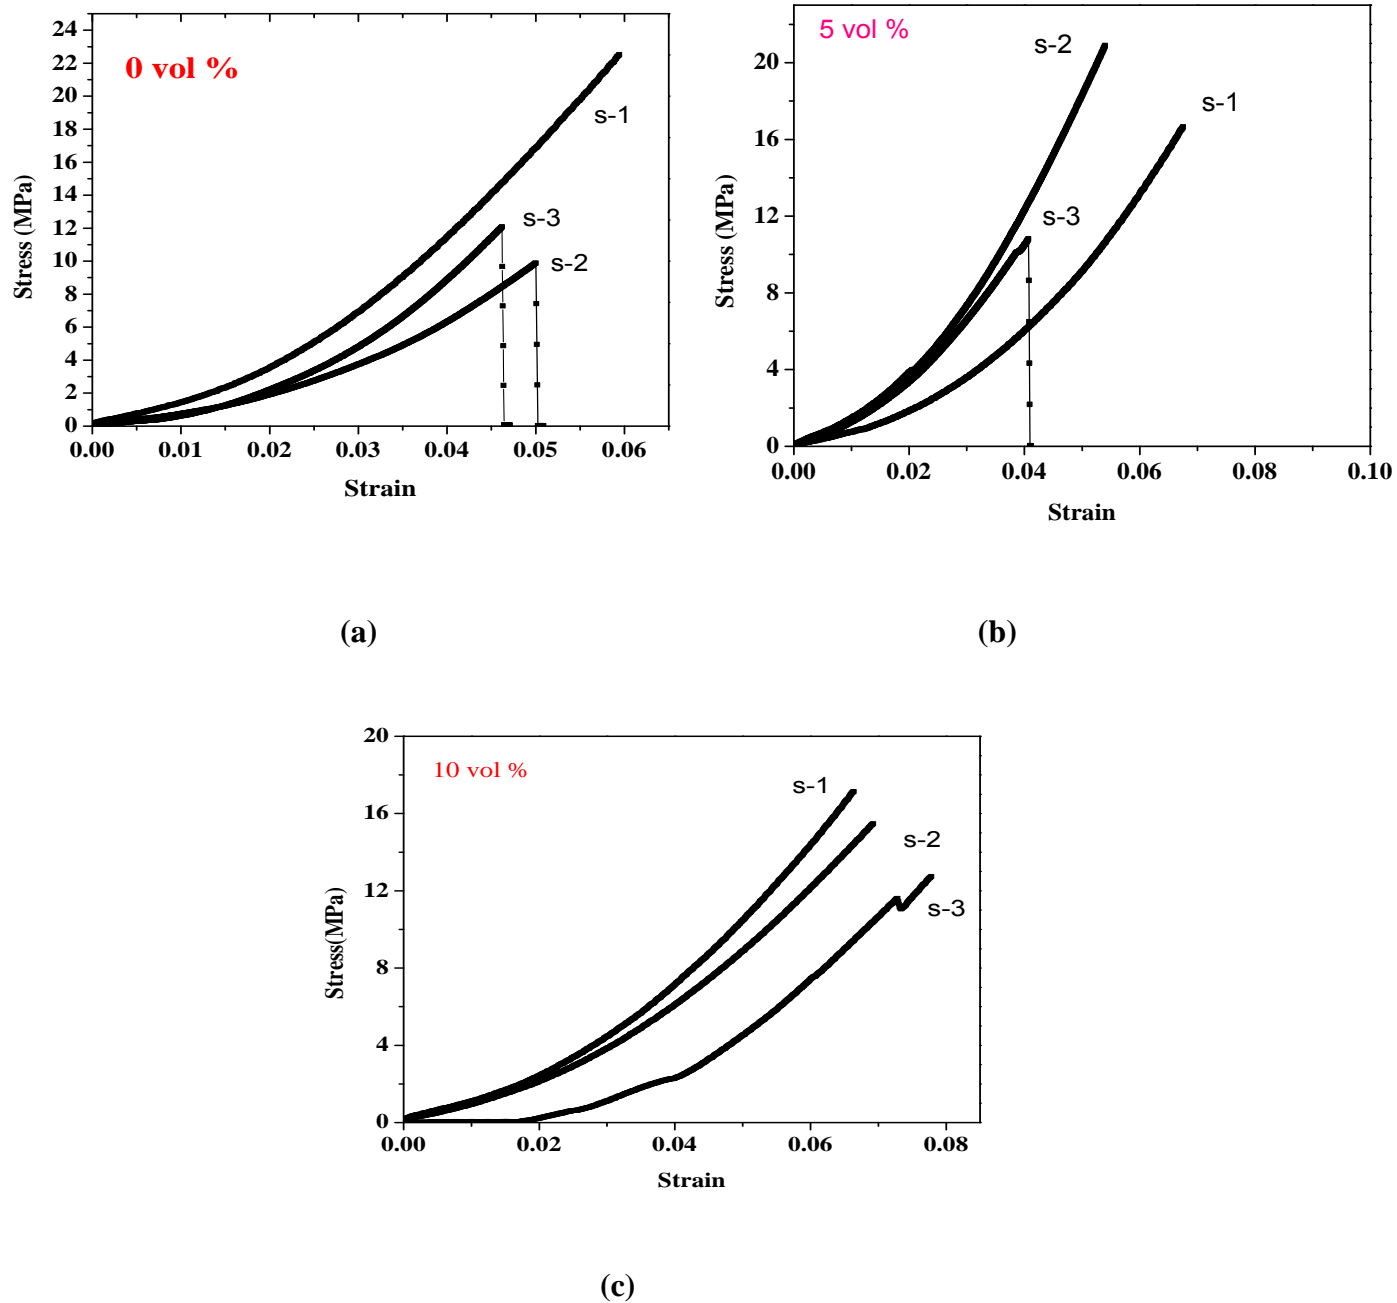 0 vol %
24
22
20
18
16
14
12
10
8
6
4
2
0
Stress (MPa)
s-1
s-3
s-2
0.00 0.01 0.02 0.03 0.04 0.05 0.06
Strain
(a)
5 vol %
20
16
12
8
4
0
Stress (MPa)
s-2
s-1
s-3
0.00 0.02 0.04 0.06 0.08 0.10
Strain
(b)
10 vol %
20
16
12
8
4
0
Stress(MPa)
s-1
s-2
s-3
0.00 0.02 0.04 0.06 0.08
Strain
(c)